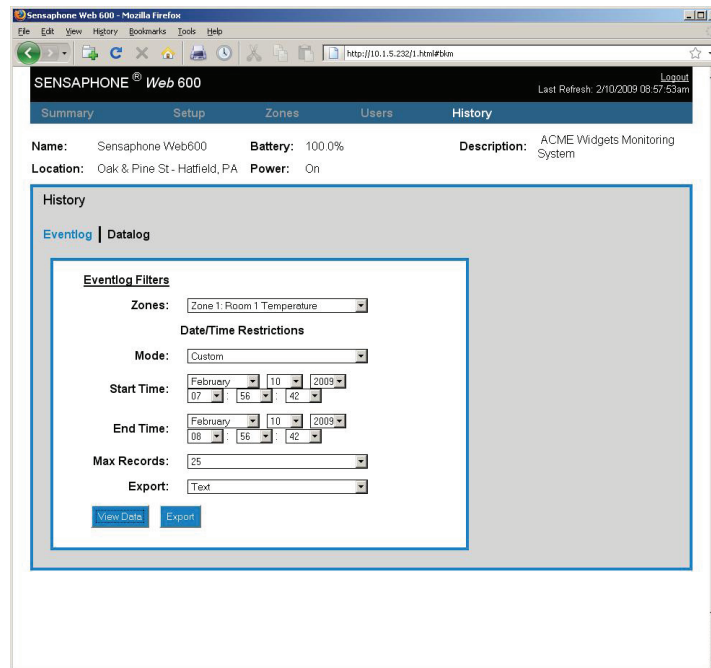 Sensaphone Web 600 - Mozilla Firefox
File Edit View History Bookmarks Tools Help
http://10.1.5.232/1.html#bkm
SENSAPHONE ® Web 600
Logout
Last Refresh: 2/10/2009 08:57:53am
Summary Setup Zones Users History
Name: Sensaphone Web600 Battery: 100.0% Description: ACME Widgets Monitoring System
Location: Oak & Pine St - Hatfield, PA Power: On
History
Eventlog Datalog
Eventlog Filters
Zones: Zone 1: Room 1 Temperature
Date/Time Restrictions
Mode: Custom
Start Time: February 10 2009
07 : 56 : 42
End Time: February 10 2009
08 : 56 : 42
Max Records: 25
Export: Text
View Data Export